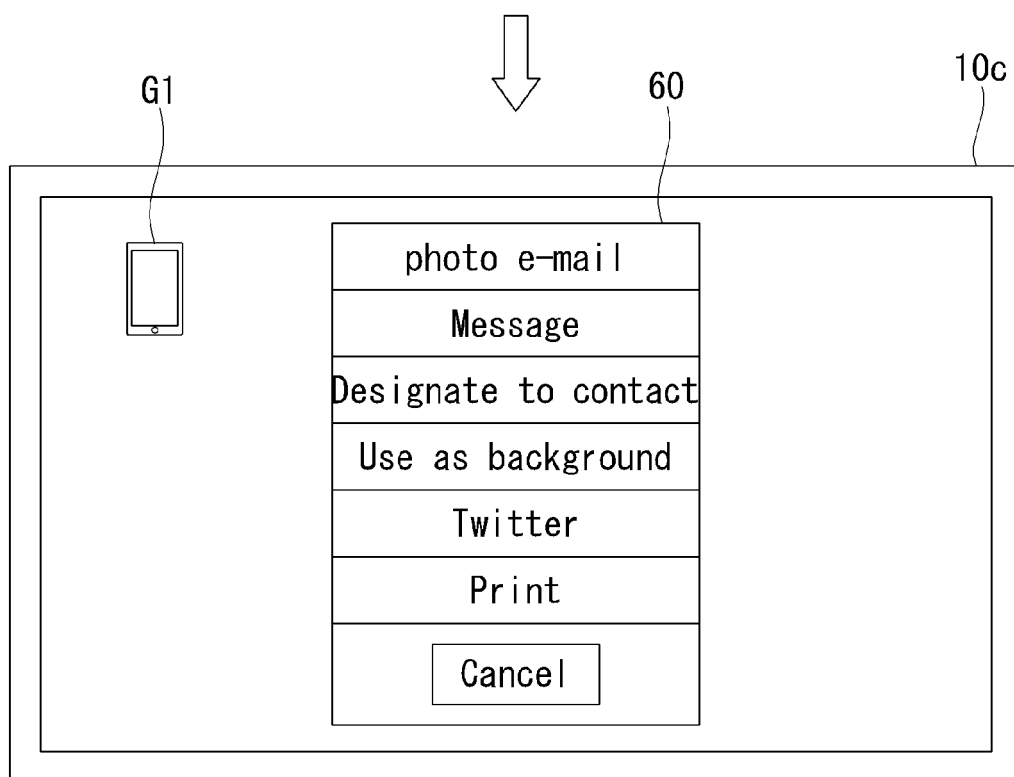 G1
60
10c
photo e-mail
Message
Designate to contact
Use as background
Twitter
Print
Cancel